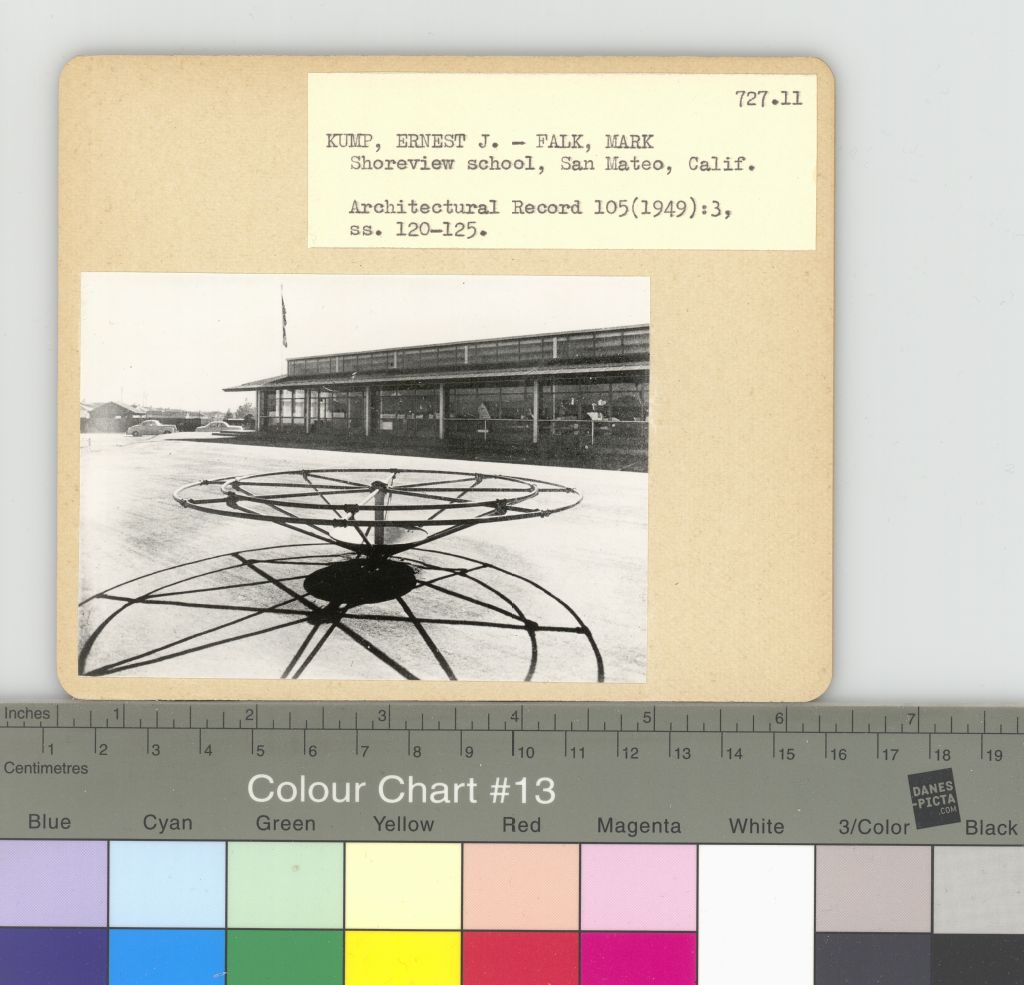 727.11
KUMP, ERNEST J. - FALK, MARK
Shoreview school, San Mateo, Calif.
Architectural Record 105(1949):3,
ss. 120-125.
Inches 1 2 3 4 5 6 7
1 2 3 4 5 6 7 8 9 10 11 12 13 14 15 16 17 18 19
Centimetres
Colour Chart #13
DANES
-PICTA
.COM
Blue Cyan Green Yellow Red Magenta White 3/Color Black